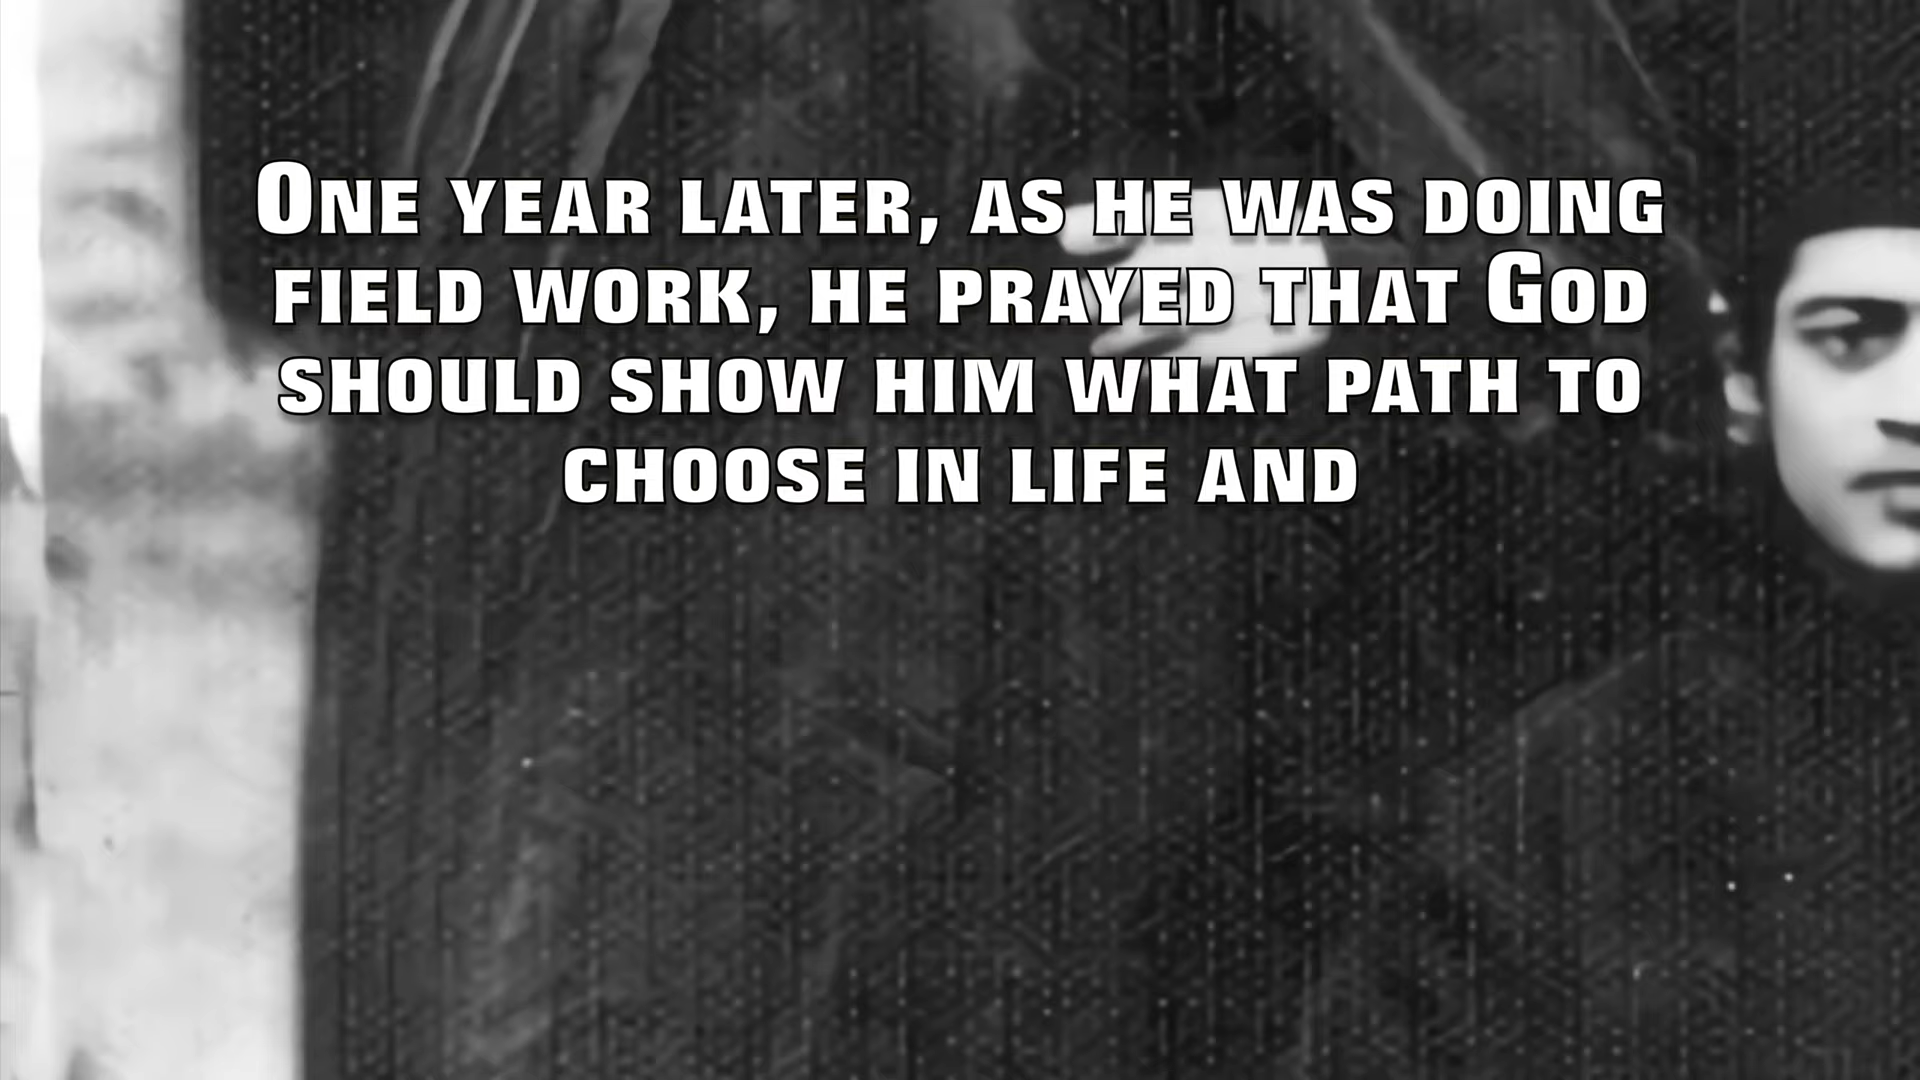 One year later, as he was doing
field work, he prayed that God
should show him what path to
choose in life and